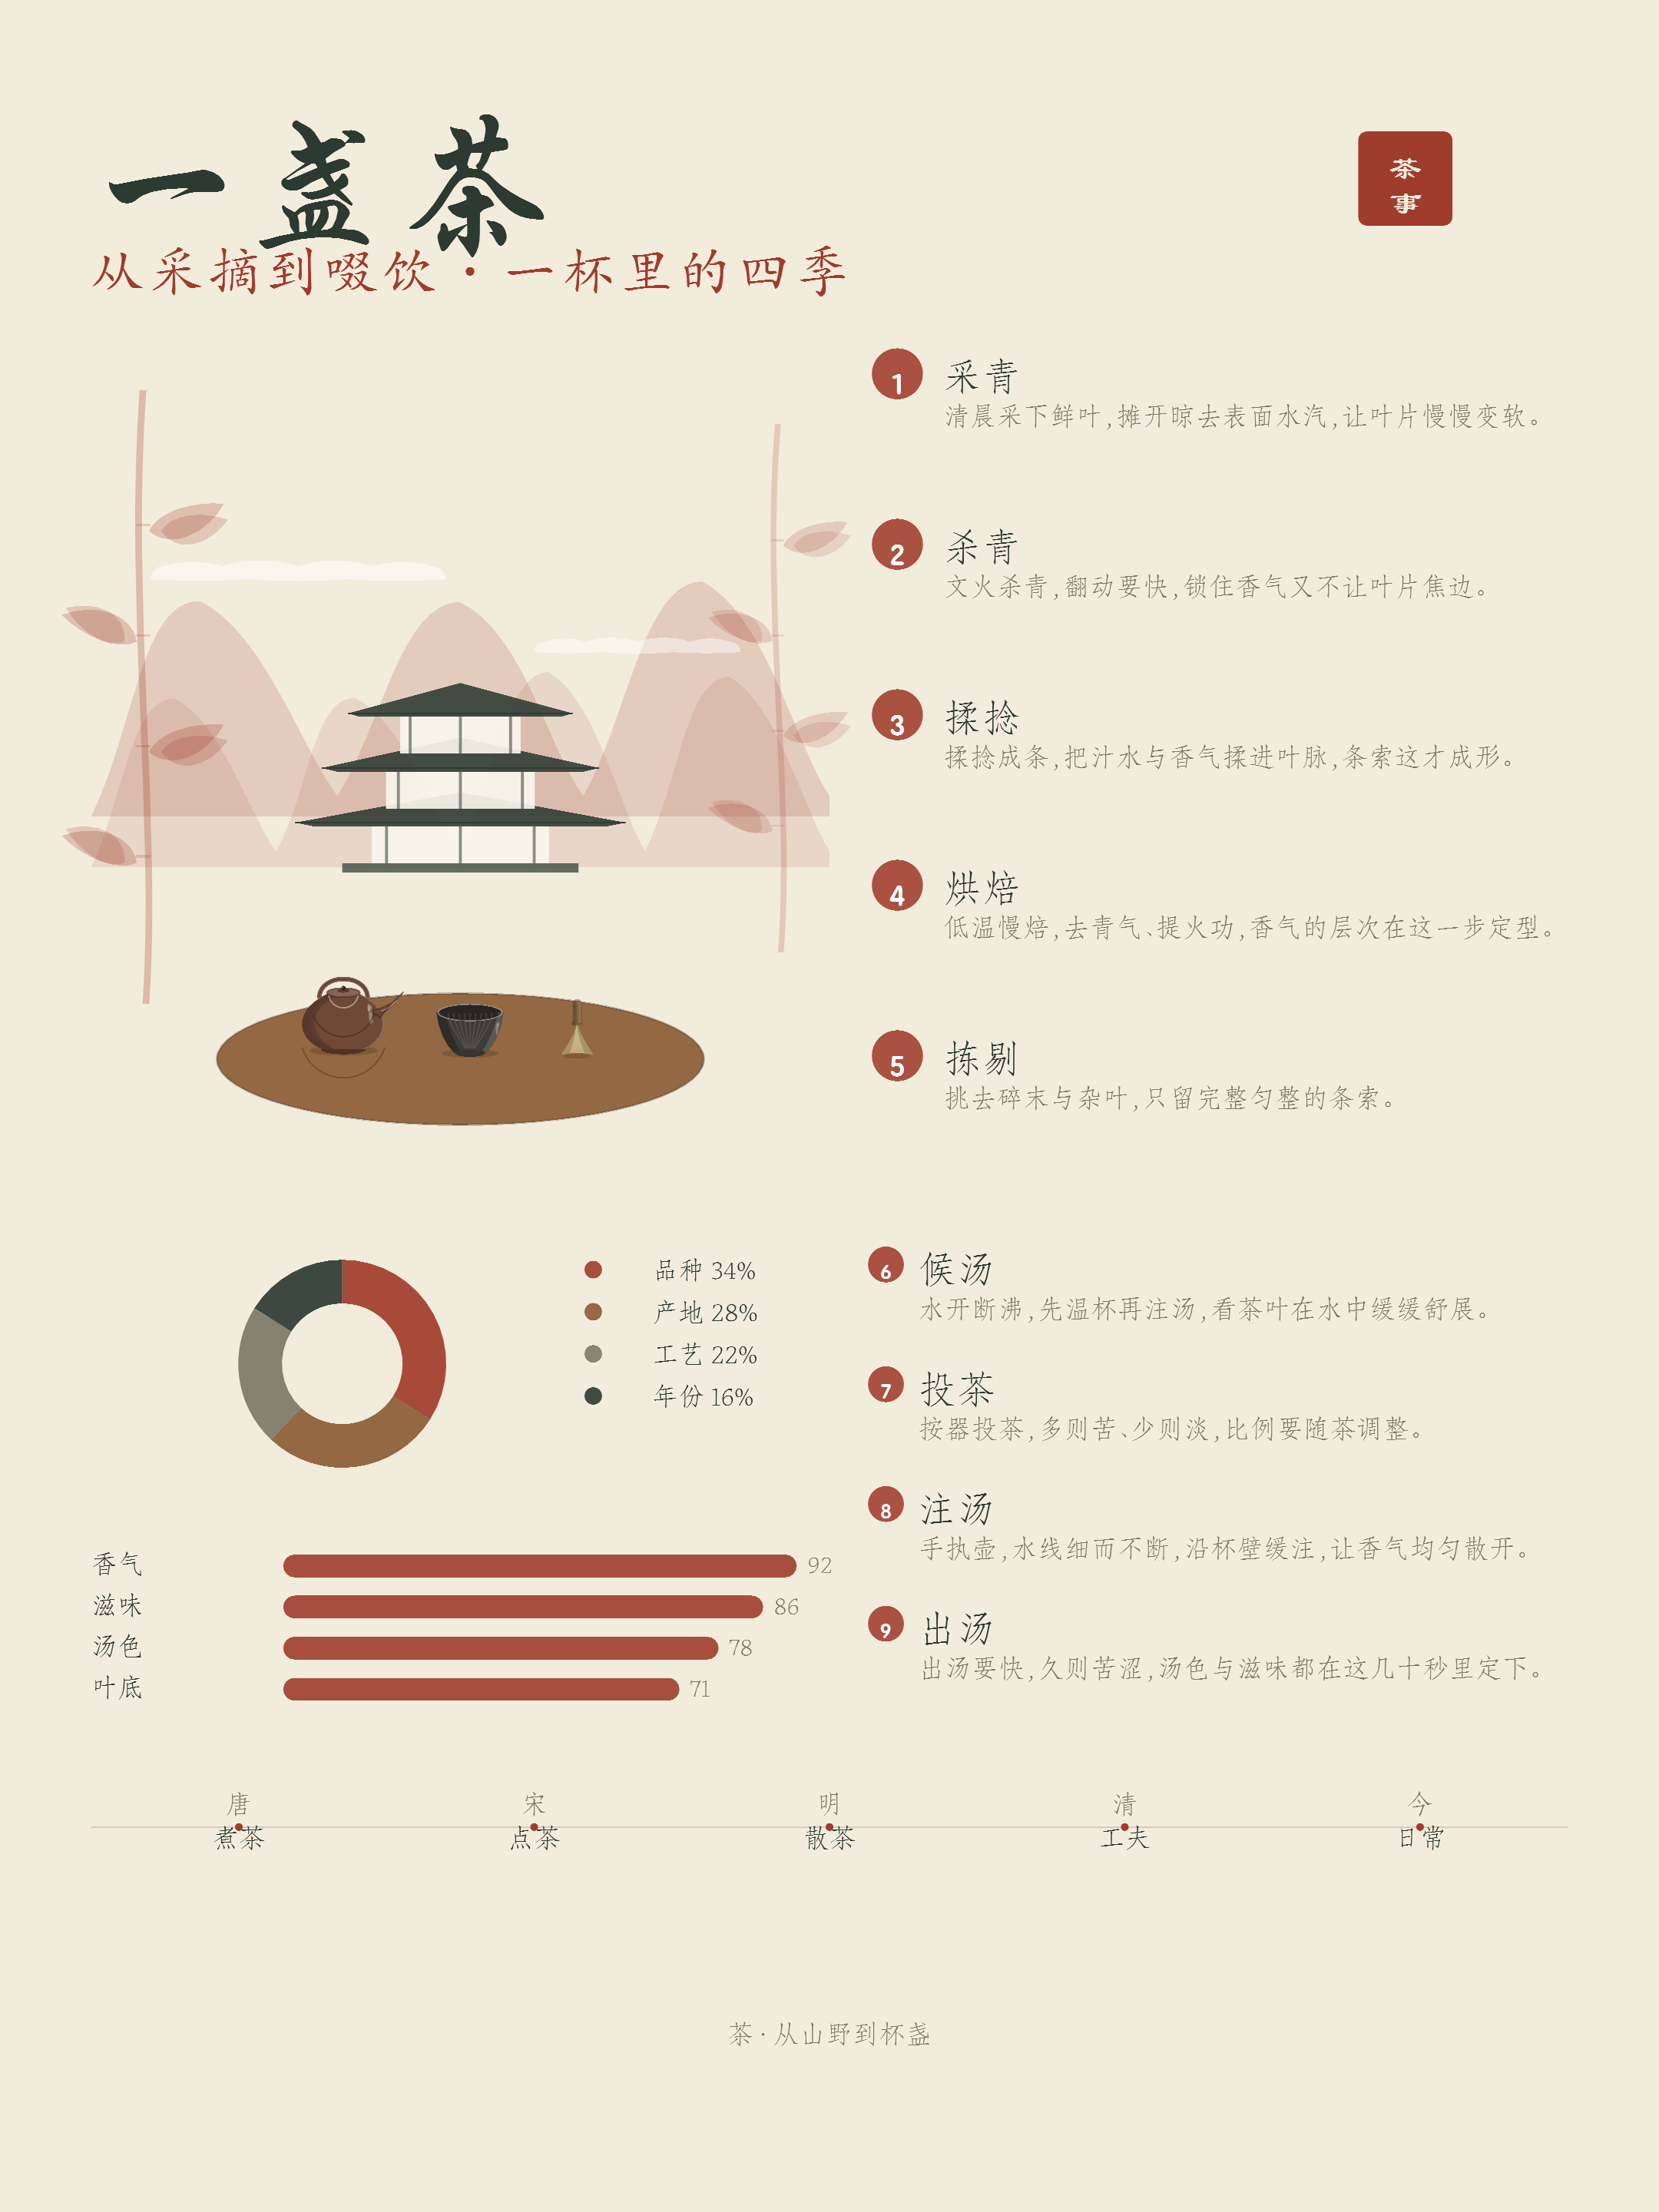 一盏茶
从采摘到啜饮·一杯里的四季
茶
事
1
采青
清晨采下鲜叶,摊开晾去表面水汽,让叶片慢慢变软。
2
杀青
文火杀青,翻动要快,锁住香气又不让叶片焦边。
3
揉捻
揉捻成条,把汁水与香气揉进叶脉,条索这才成形。
4
烘焙
低温慢焙,去青气、提火功,香气的层次在这一步定型。
5
拣剔
挑去碎末与杂叶,只留完整匀整的条索。
品种 34%
产地 28%
工艺 22%
年份 16%
香气 92
滋味 86
汤色 78
叶底 71
6
候汤
水开断沸,先温杯再注汤,看茶叶在水中缓缓舒展。
7
投茶
按器投茶,多则苦、少则淡,比例要随茶调整。
8
注汤
手执壶,水线细而不断,沿杯壁缓注,让香气均匀散开。
9
出汤
出汤要快,久则苦涩,汤色与滋味都在这几十秒里定下。
唐
煮茶
宋
点茶
明
散茶
清
工夫
今
日常
茶·从山野到杯盏